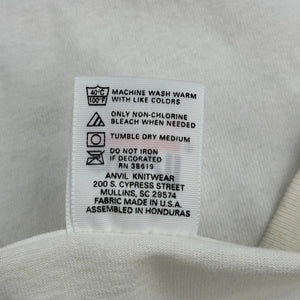 40°C
100°F
MACHINE WASH WARM
WITH LIKE COLORS
ONLY NON-CHLORINE
BLEACH WHEN NEEDED
TUMBLE DRY MEDIUM
DO NOT IRON
IF DECORATED
RN 38619
ANVIL KNITWEAR
200 S. CYPRESS STREET
MULLINS, SC 29574
FABRIC MADE IN U.S.A.
ASSEMBLED IN HONDURAS